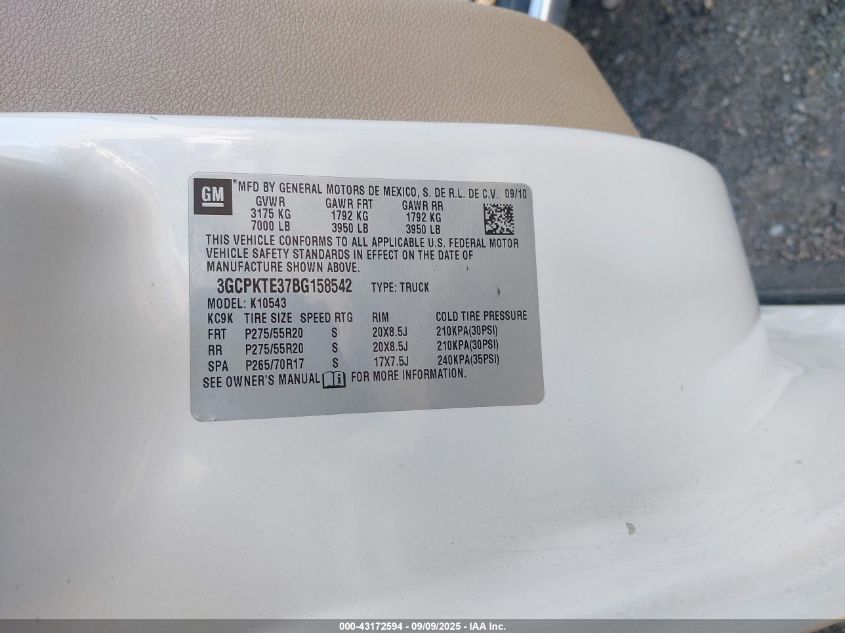 GM
*MFD BY GENERAL MOTORS DE MEXICO, S. DE R.L. DE C.V. 09/10
GVWR GAWR FRT GAWR RR
3175 KG 1792 KG 1792 KG
7000 LB 3950 LB 3950 LB
THIS VEHICLE CONFORMS TO ALL APPLICABLE U.S. FEDERAL MOTOR
VEHICLE SAFETY STANDARDS IN EFFECT ON THE DATE OF
MANUFACTURE SHOWN ABOVE.
3GCPKTE37BG158542 TYPE: TRUCK
MODEL: K10543
KC9K TIRE SIZE SPEED RTG RIM COLD TIRE PRESSURE
FRT P275/55R20 S 20X8.5J 210KPA(30PSI)
RR P275/55R20 S 20X8.5J 210KPA(30PSI)
SPA P265/70R17 S 17X7.5J 240KPA(35PSI)
SEE OWNER'S MANUAL i FOR MORE INFORMATION.
000-43172594 - 09/09/2025 - IAA Inc.